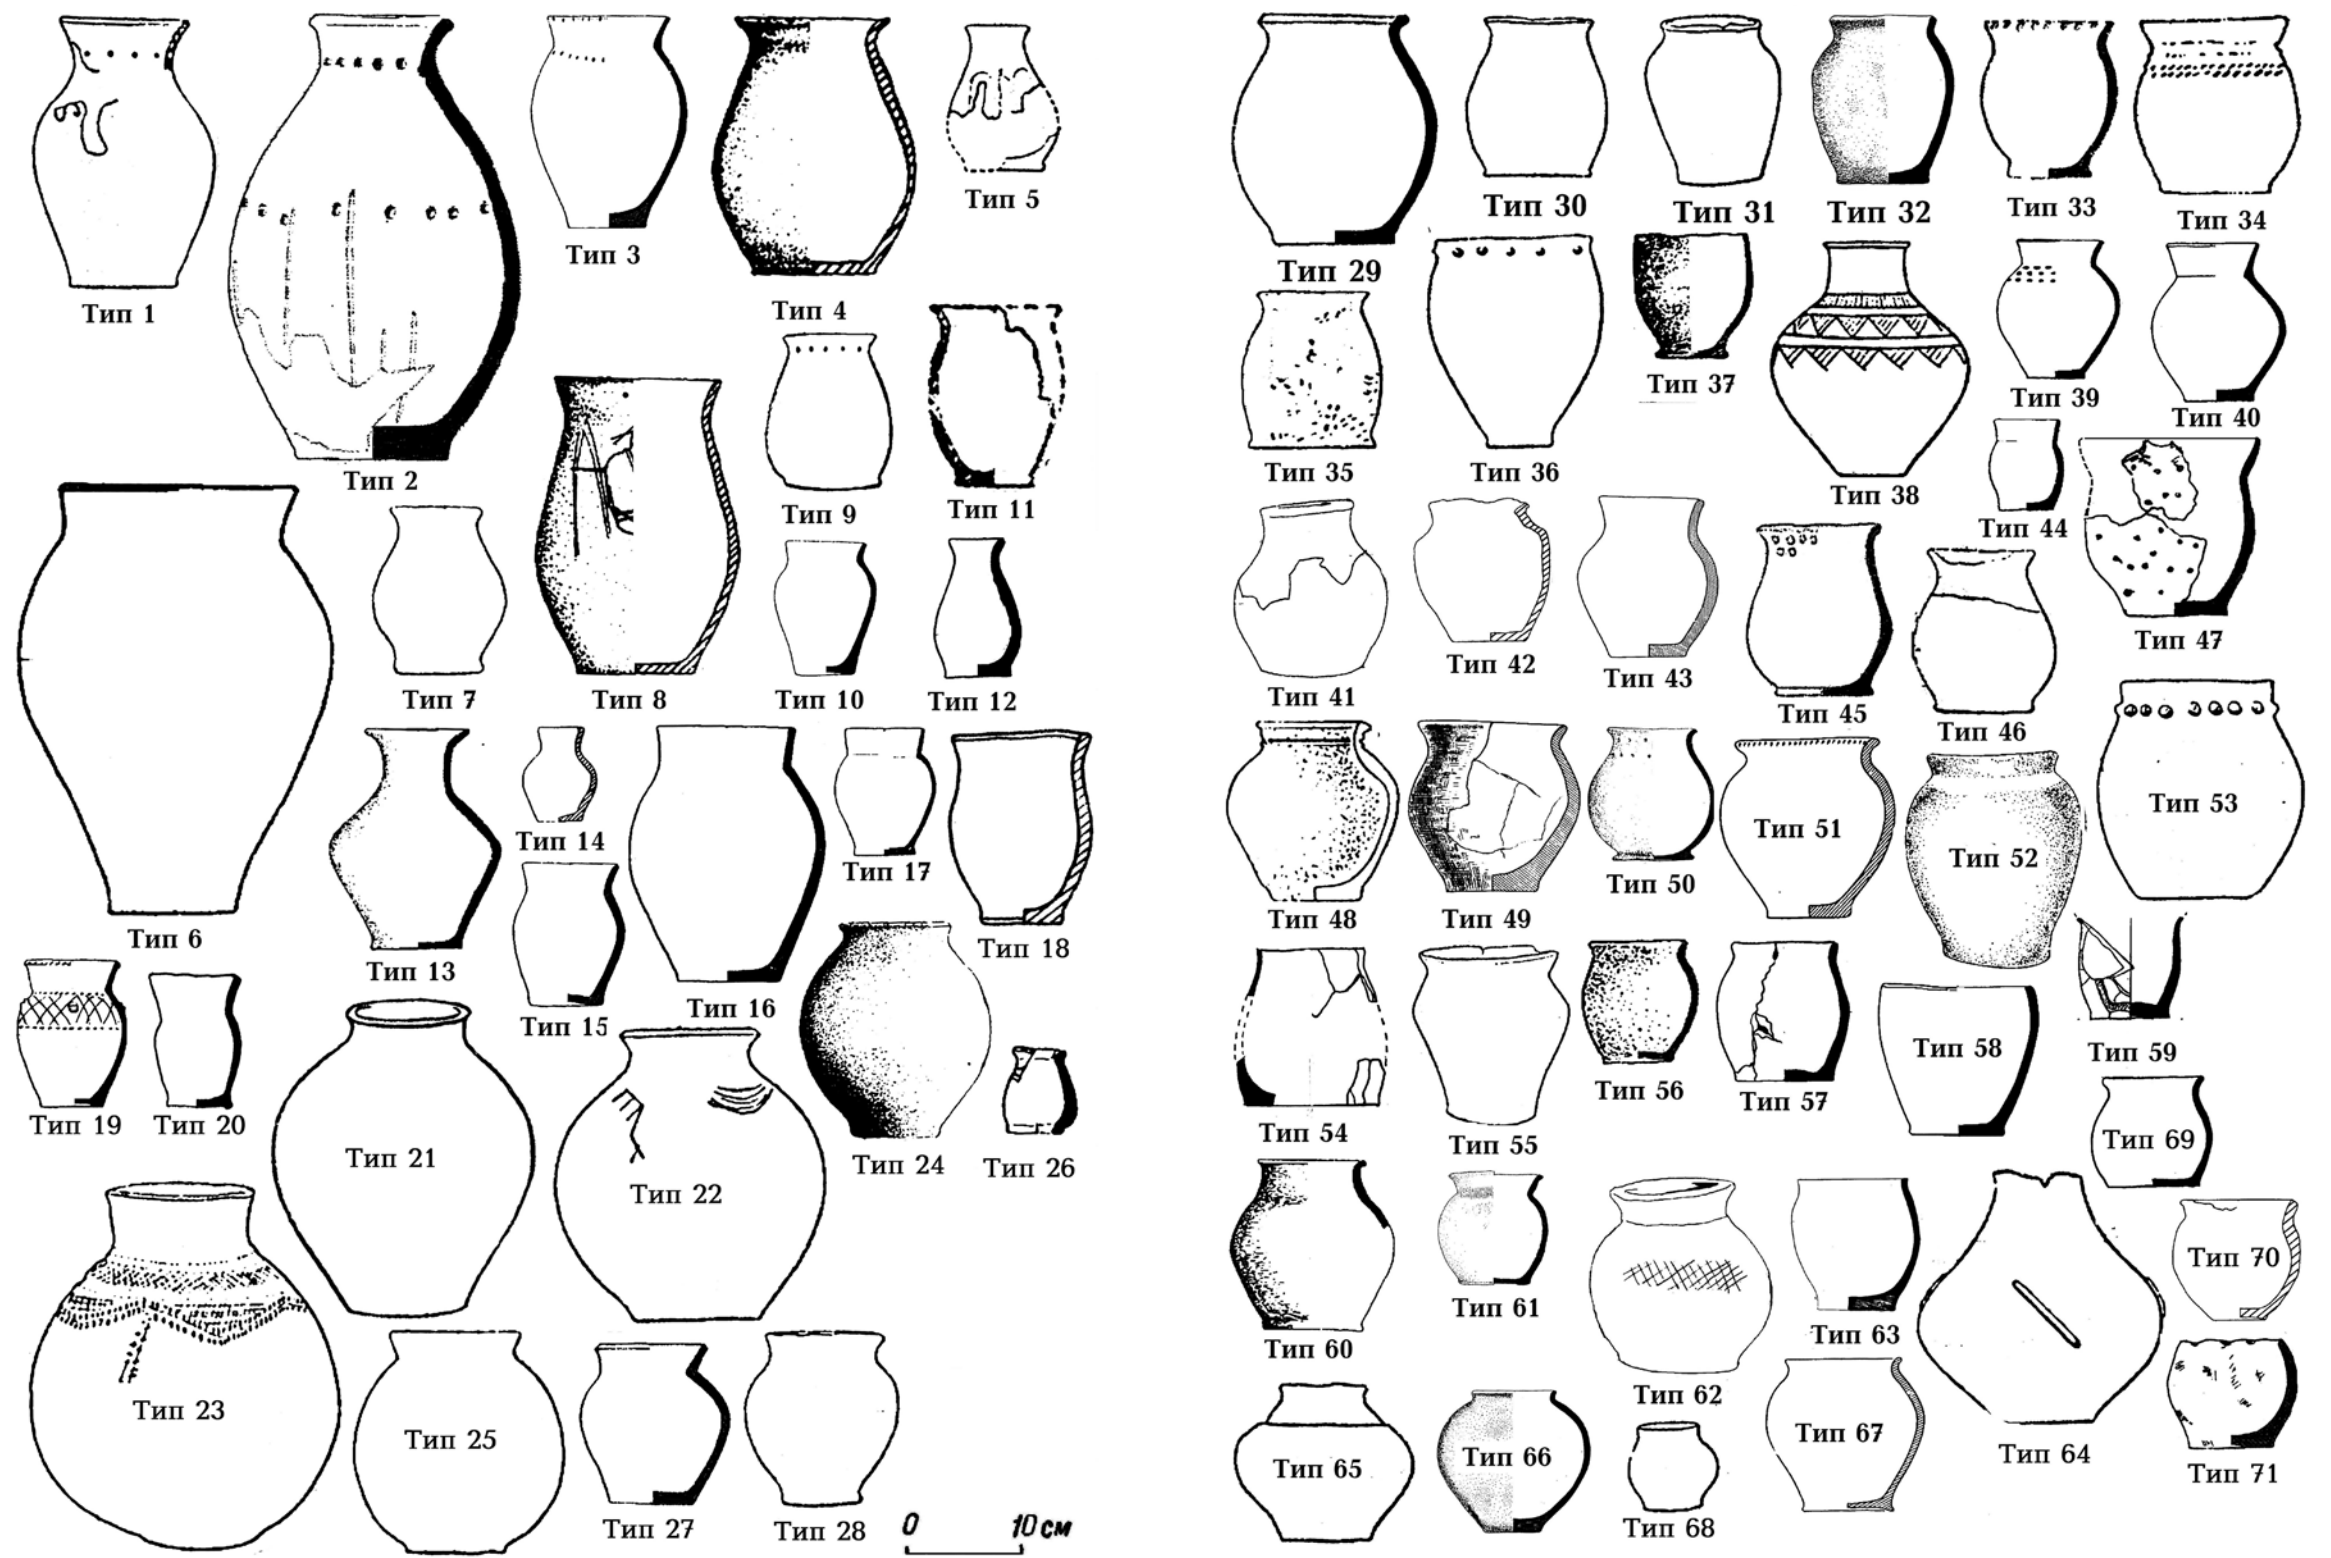 Тип 1
Тип 2
Тип 3
Тип 4
Тип 5
Тип 6
Тип 7
Тип 8
Тип 9
Тип 10
Тип 11
Тип 12
Тип 13
Тип 14
Тип 15
Тип 16
Тип 17
Тип 18
Тип 19
Тип 20
Тип 21
Тип 22
Тип 23
Тип 24
Тип 25
Тип 26
Тип 27
Тип 28
0 10 см
Тип 29
Тип 30
Тип 31
Тип 32
Тип 33
Тип 34
Тип 35
Тип 36
Тип 37
Тип 38
Тип 39
Тип 40
Тип 41
Тип 42
Тип 43
Тип 44
Тип 45
Тип 46
Тип 47
Тип 48
Тип 49
Тип 50
Тип 51
Тип 52
Тип 53
Тип 54
Тип 55
Тип 56
Тип 57
Тип 58
Тип 59
Тип 60
Тип 61
Тип 62
Тип 63
Тип 64
Тип 65
Тип 66
Тип 67
Тип 68
Тип 69
Тип 70
Тип 71